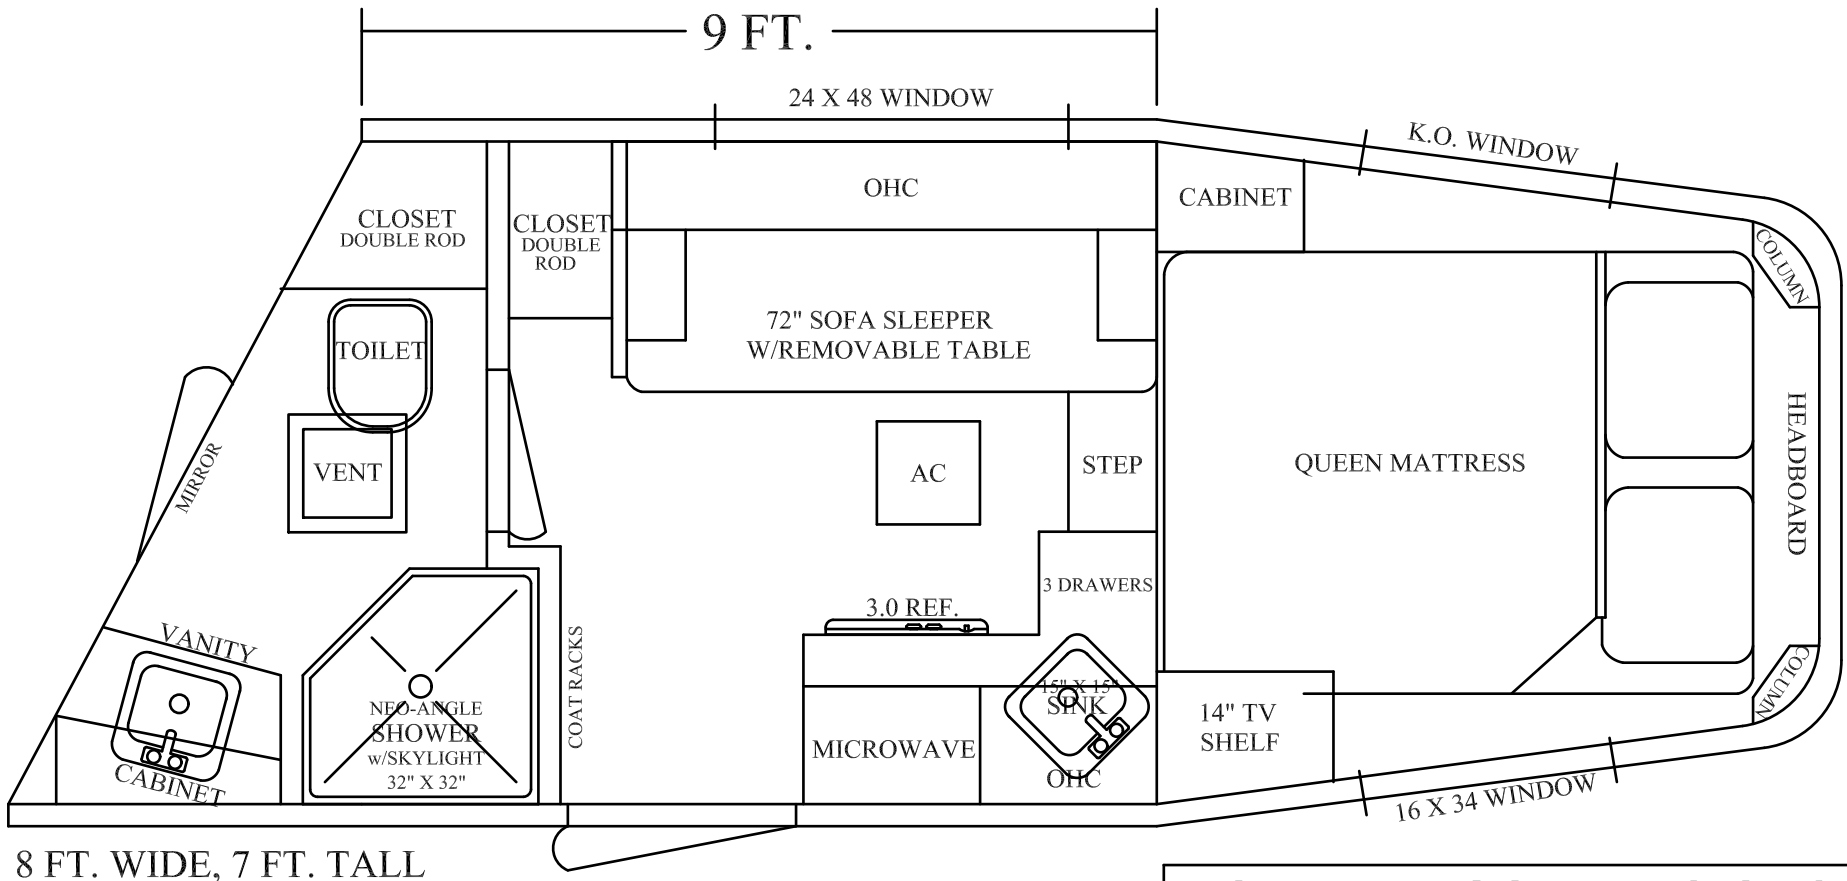 9 FT.
24 X 48 WINDOW
K.O. WINDOW
CLOSET
DOUBLE ROD
CLOSET
DOUBLE
ROD
OHC
CABINET
COLUMN
TOILET
72" SOFA SLEEPER
W/REMOVABLE TABLE
MIRROR
VENT
AC
STEP
QUEEN MATTRESS
HEADBOARD
3 DRAWERS
3.0 REF.
VANITY
CABINET
NEO-ANGLE
SHOWER
w/SKYLIGHT
32" X 32"
COAT RACKS
MICROWAVE
15" X 15"
SINK
OHC
14" TV
SHELF
COLUMN
16 X 34 WINDOW
8 FT. WIDE, 7 FT. TALL